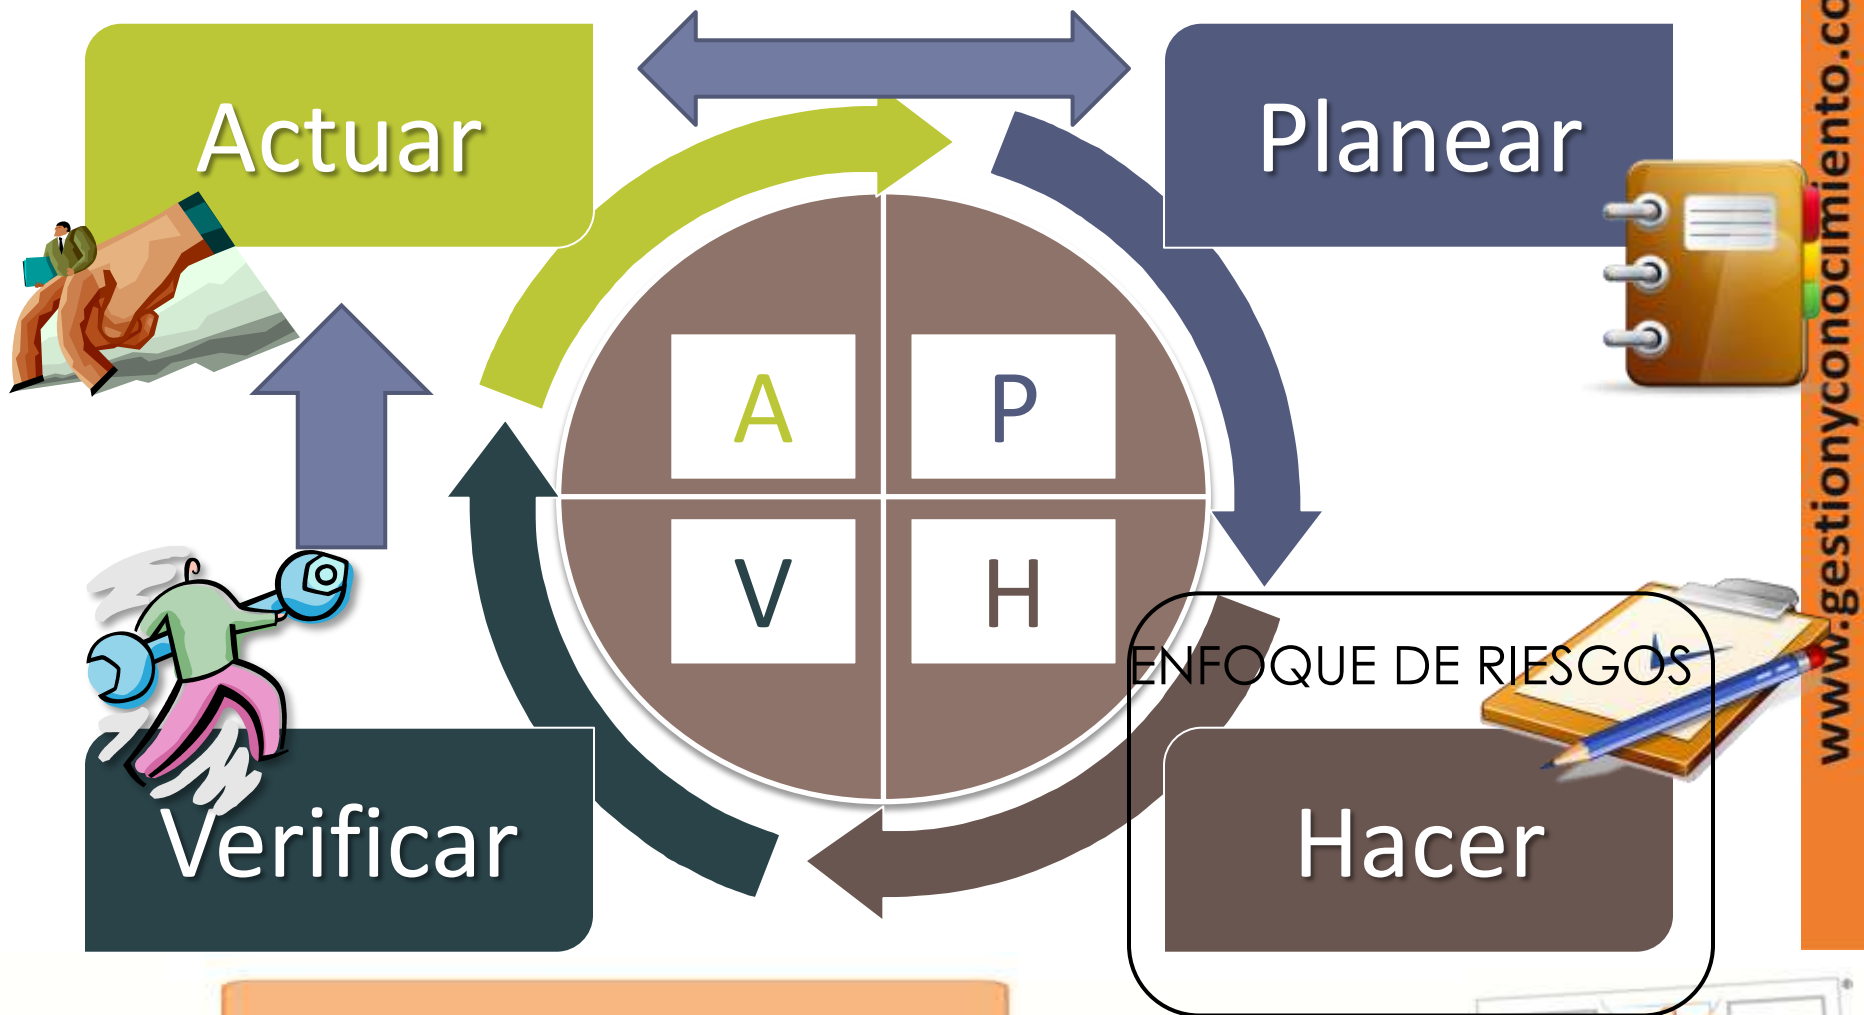 Actuar
Planear
A
P
V
H
ENFOQUE DE RIESGOS
Verificar
Hacer
www.gestionyconocimiento.co